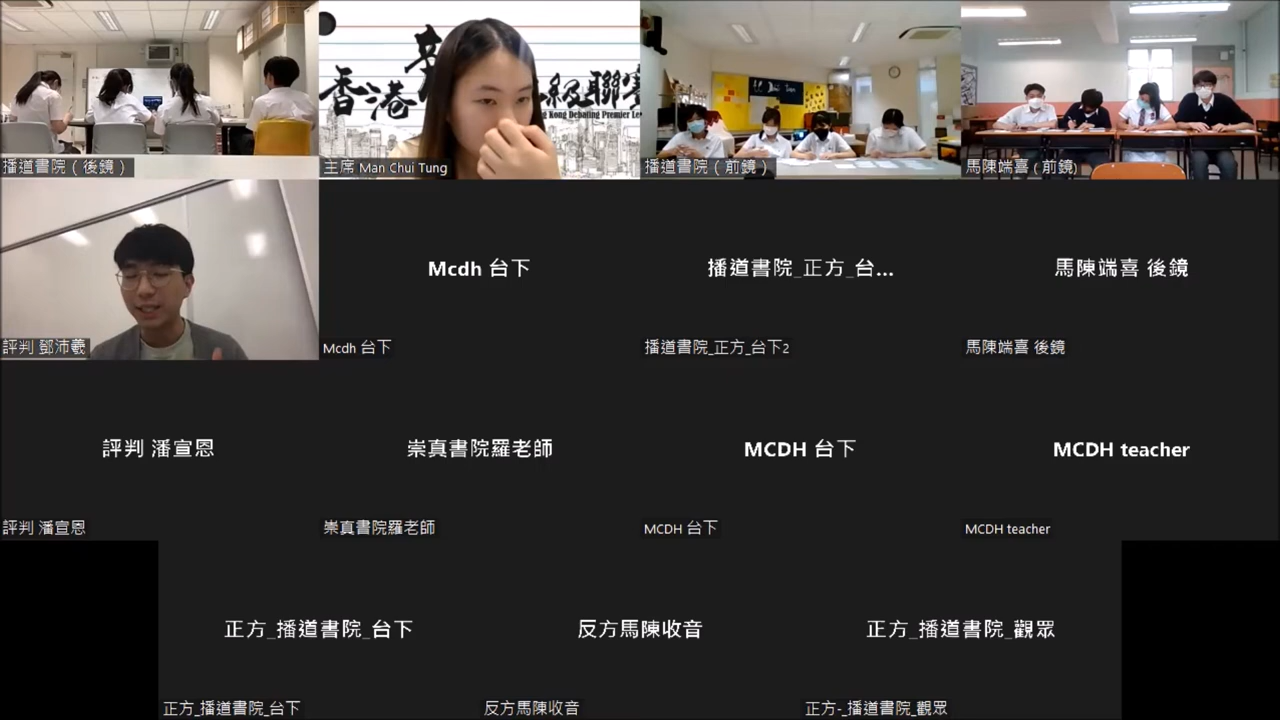 香港
級聯賽
Kong Debating Premier Le
播道書院（後鏡）
主席 Man Chui Tung
播道書院（前鏡）
馬陳端喜（前鏡）
Mcdh 台下
播道書院_正方_台...
馬陳端喜 後鏡
評判 鄧沛羲
Mcdh 台下
播道書院_正方_台下2
馬陳端喜 後鏡
評判 潘宣恩
崇真書院羅老師
MCDH 台下
MCDH teacher
評判 潘宣恩
崇真書院羅老師
MCDH 台下
MCDH teacher
正方_播道書院_台下
反方馬陳收音
正方_播道書院_觀眾
正方_播道書院_台下
反方馬陳收音
正方-_播道書院_觀眾